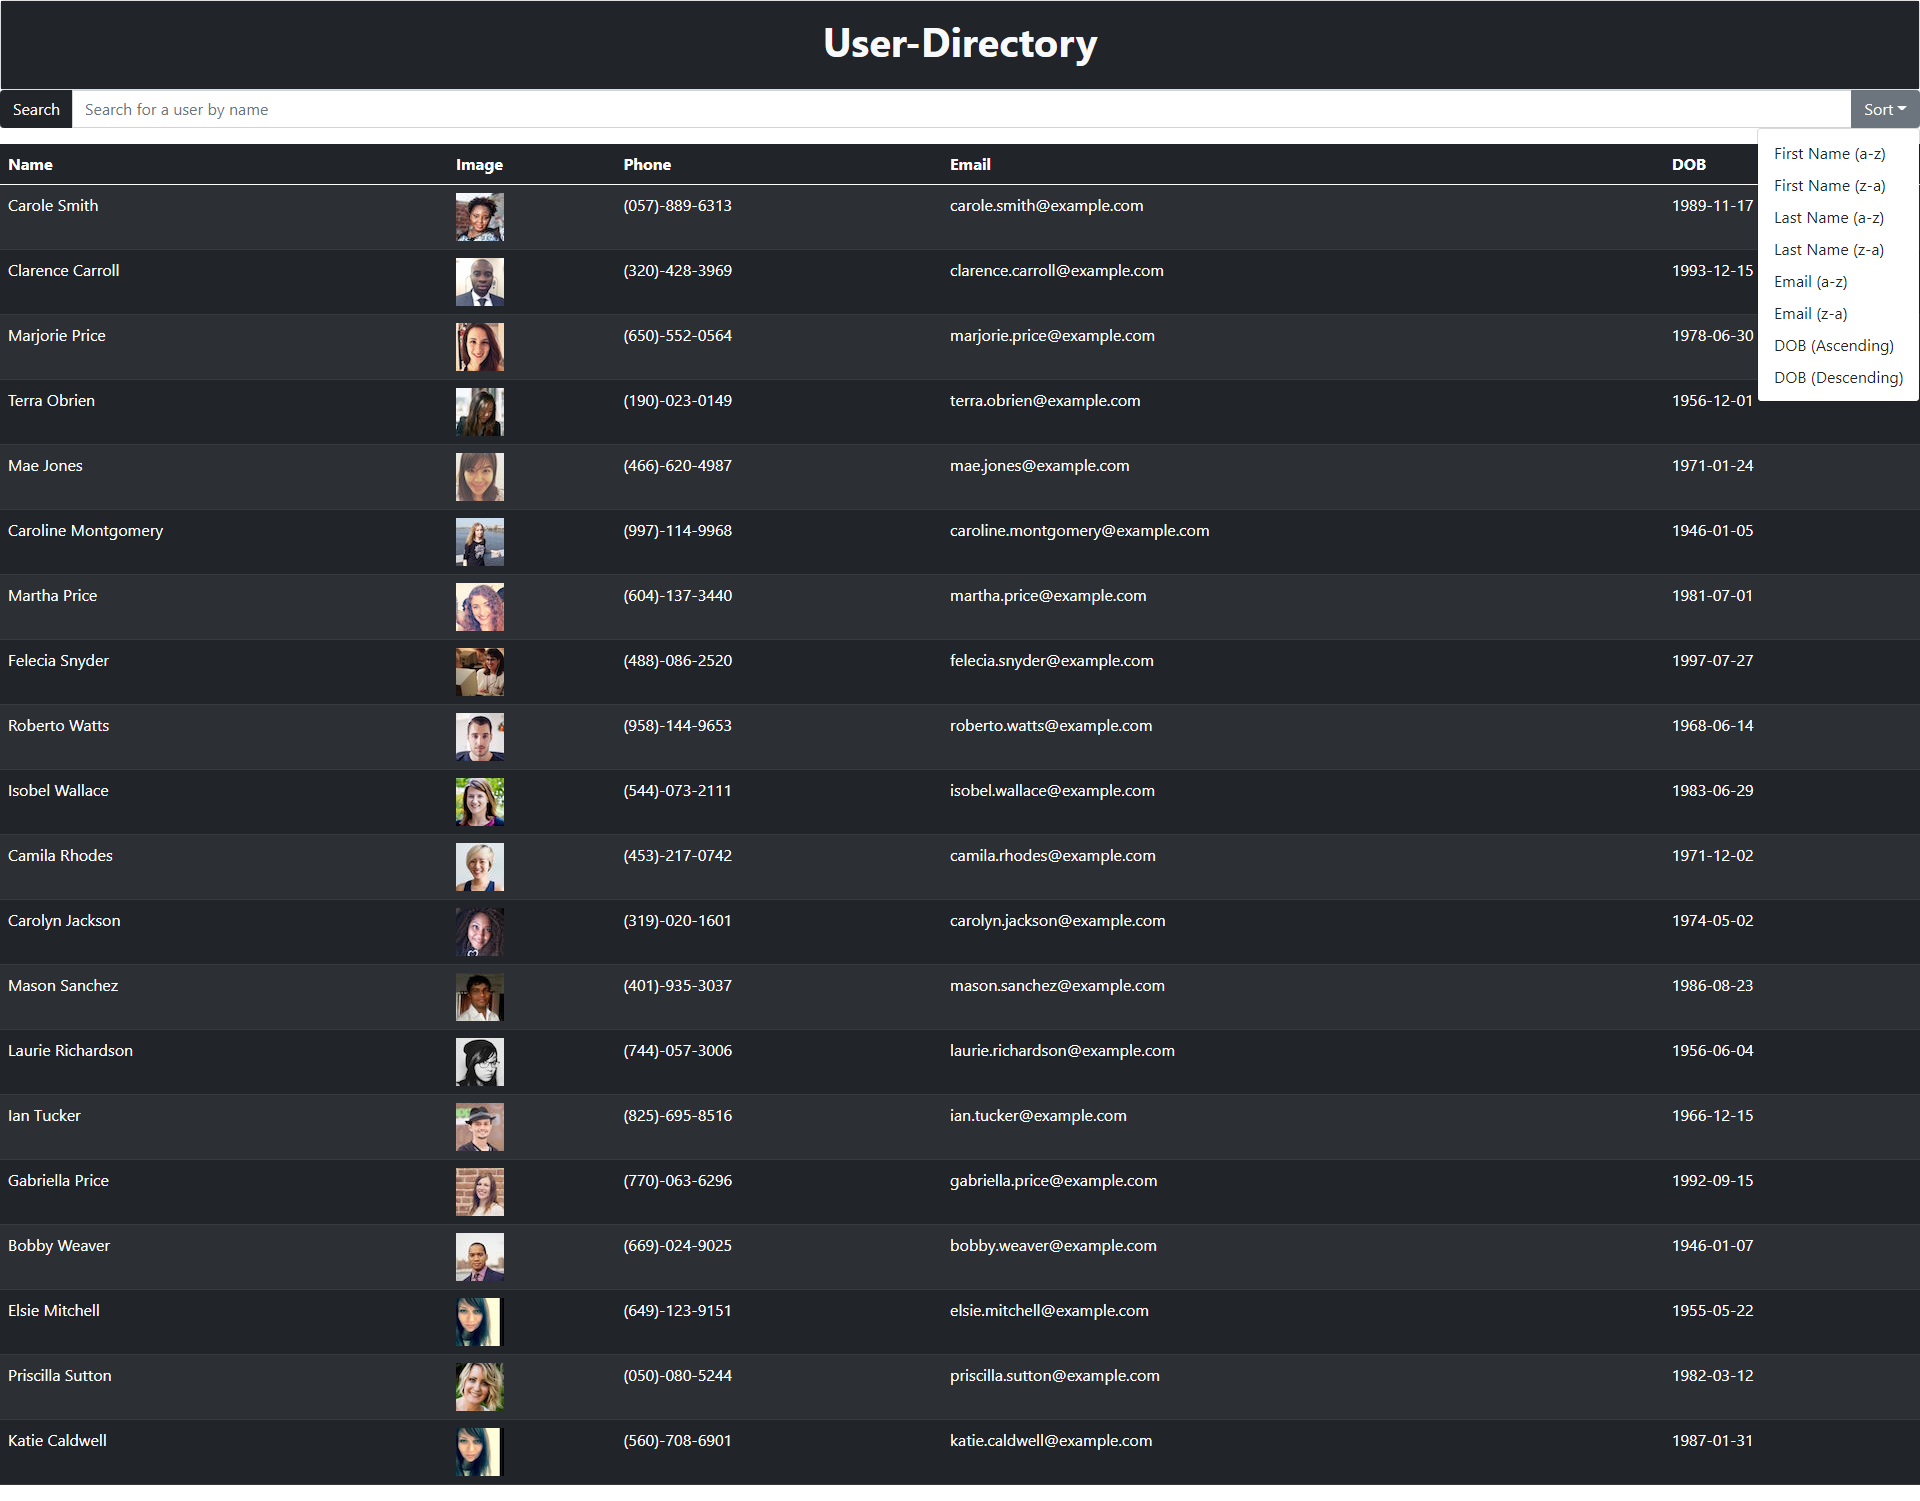 User-Directory
Search Search for a user by name Sort
First Name (a-z)
First Name (z-a)
Last Name (a-z)
Last Name (z-a)
Email (a-z)
Email (z-a)
DOB (Ascending)
DOB (Descending)
Name Image Phone Email DOB
Carole Smith (057)-889-6313 carole.smith@example.com 1989-11-17
Clarence Carroll (320)-428-3969 clarence.carroll@example.com 1993-12-15
Marjorie Price (650)-552-0564 marjorie.price@example.com 1978-06-30
Terra Obrien (190)-023-0149 terra.obrien@example.com 1956-12-01
Mae Jones (466)-620-4987 mae.jones@example.com 1971-01-24
Caroline Montgomery (997)-114-9968 caroline.montgomery@example.com 1946-01-05
Martha Price (604)-137-3440 martha.price@example.com 1981-07-01
Felecia Snyder (488)-086-2520 felecia.snyder@example.com 1997-07-27
Roberto Watts (958)-144-9653 roberto.watts@example.com 1968-06-14
Isobel Wallace (544)-073-2111 isobel.wallace@example.com 1983-06-29
Camila Rhodes (453)-217-0742 camila.rhodes@example.com 1971-12-02
Carolyn Jackson (319)-020-1601 carolyn.jackson@example.com 1974-05-02
Mason Sanchez (401)-935-3037 mason.sanchez@example.com 1986-08-23
Laurie Richardson (744)-057-3006 laurie.richardson@example.com 1956-06-04
Ian Tucker (825)-695-8516 ian.tucker@example.com 1966-12-15
Gabriella Price (770)-063-6296 gabriella.price@example.com 1992-09-15
Bobby Weaver (669)-024-9025 bobby.weaver@example.com 1946-01-07
Elsie Mitchell (649)-123-9151 elsie.mitchell@example.com 1955-05-22
Priscilla Sutton (050)-080-5244 priscilla.sutton@example.com 1982-03-12
Katie Caldwell (560)-708-6901 katie.caldwell@example.com 1987-01-31